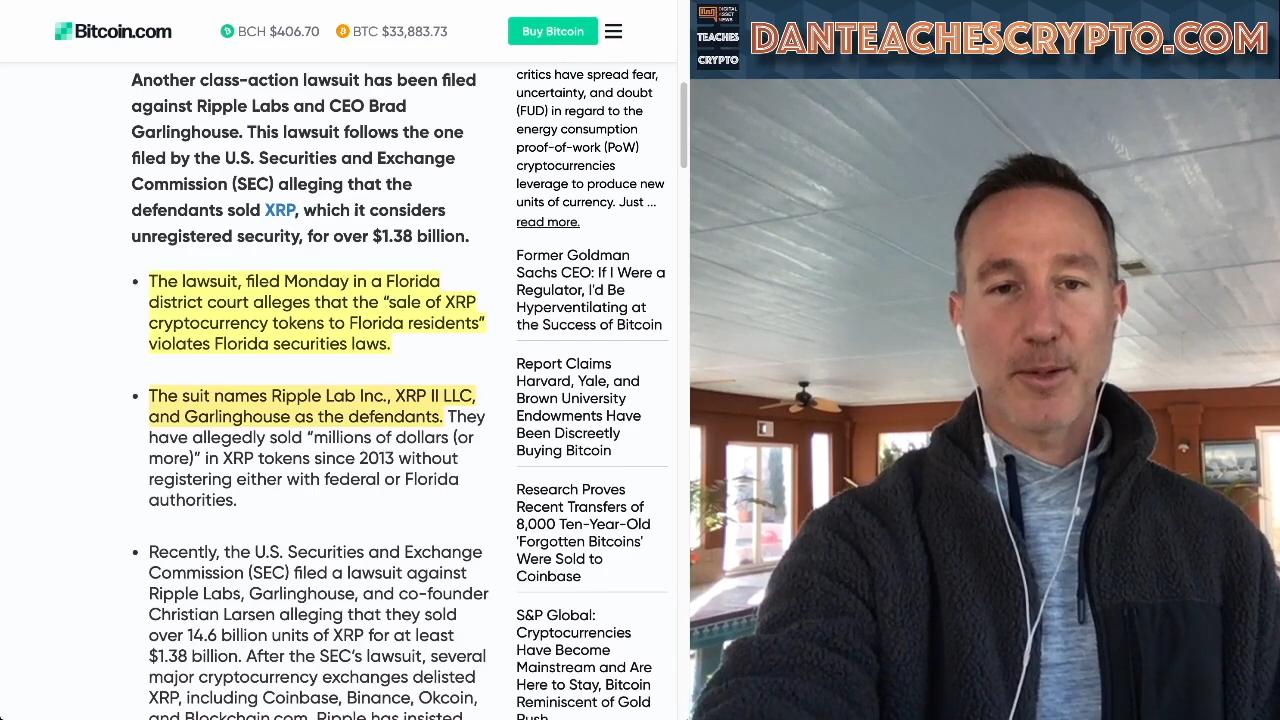 Bitcoin.com
BCH $406.70
BTC $33,883.73
Buy Bitcoin
Another class-action lawsuit has been filed
against Ripple Labs and CEO Brad
Garlinghouse. This lawsuit follows the one
filed by the U.S. Securities and Exchange
Commission (SEC) alleging that the
defendants sold XRP, which it considers
unregistered security, for over $1.38 billion.
• The lawsuit, filed Monday in a Florida
district court alleges that the “sale of XRP
cryptocurrency tokens to Florida residents”
violates Florida securities laws.
• The suit names Ripple Lab Inc., XRP II LLC,
and Garlinghouse as the defendants. They
have allegedly sold “millions of dollars (or
more)” in XRP tokens since 2013 without
registering either with federal or Florida
authorities.
• Recently, the U.S. Securities and Exchange
Commission (SEC) filed a lawsuit against
Ripple Labs, Garlinghouse, and co-founder
Christian Larsen alleging that they sold
over 14.6 billion units of XRP for at least
$1.38 billion. After the SEC’s lawsuit, several
major cryptocurrency exchanges delisted
XRP, including Coinbase, Binance, Okcoin,
and Blockchain.com. Ripple has insisted
critics have spread fear,
uncertainty, and doubt
(FUD) in regard to the
energy consumption
proof-of-work (PoW)
cryptocurrencies
leverage to produce new
units of currency. Just ...
read more.
Former Goldman
Sachs CEO: If I Were a
Regulator, I'd Be
Hyperventilating at
the Success of Bitcoin
Report Claims
Harvard, Yale, and
Brown University
Endowments Have
Been Discreetly
Buying Bitcoin
Research Proves
Recent Transfers of
8,000 Ten-Year-Old
'Forgotten Bitcoins'
Were Sold to
Coinbase
S&P Global:
Cryptocurrencies
Have Become
Mainstream and Are
Here to Stay, Bitcoin
Reminiscent of Gold
Rush
DIGITAL
ASSET
NEWS
TEACHES
CRYPTO
DANTEACHESCRYPTO.COM